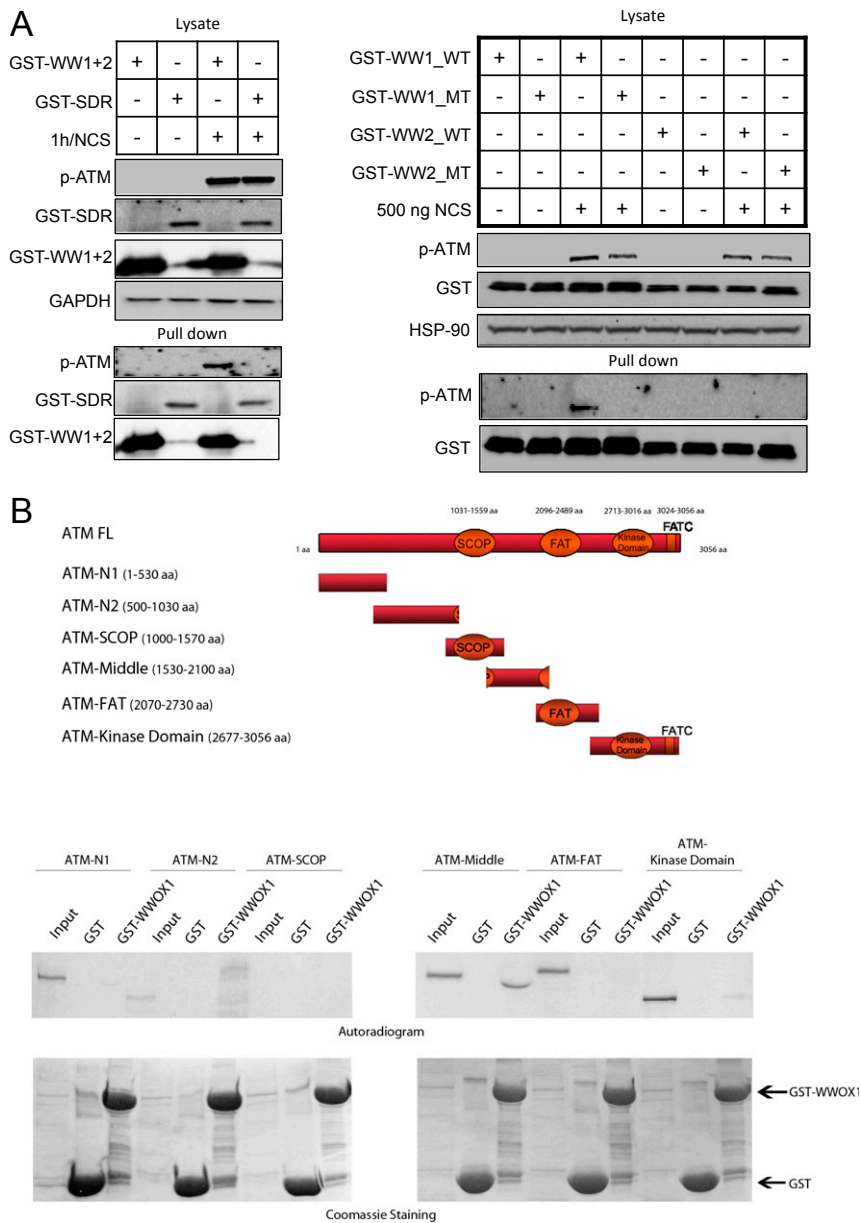 A
Lysate
GST-WW1+2 + - + -
GST-SDR - + - +
1h/NCS - - + +
p-ATM
GST-SDR
GST-WW1+2
GAPDH
Pull down
p-ATM
GST-SDR
GST-WW1+2
Lysate
GST-WW1_WT + - + - - - - -
GST-WW1_MT - + - + - - - -
GST-WW2_WT - - - - + - + -
GST-WW2_MT - - - - - + - +
500 ng NCS - - + + - - + +
p-ATM
GST
HSP-90
Pull down
p-ATM
GST
B
1031-1559 aa 2096-2489 aa 2713-3016 aa 3024-3056 aa
FATC
ATM FL
1 aa
SCOP
FAT
Kinase
Domain
3056 aa
ATM-N1 (1-530 aa)
ATM-N2 (500-1030 aa)
ATM-SCOP (1000-1570 aa)
SCOP
ATM-Middle (1530-2100 aa)
P
ATM-FAT (2070-2730 aa)
FAT
FATC
ATM-Kinase Domain (2677-3056 aa)
Kinase
Domain
ATM-N1 ATM-N2 ATM-SCOP
Input GST GST-WWOX1 Input GST GST-WWOX1 Input GST GST-WWOX1
ATM-Middle ATM-FAT ATM-
Kinase Domain
Input GST GST-WWOX1 Input GST GST-WWOX1 Input GST GST-WWOX1
Autoradiogram
GST-WWOX1
GST
Coomassie Staining